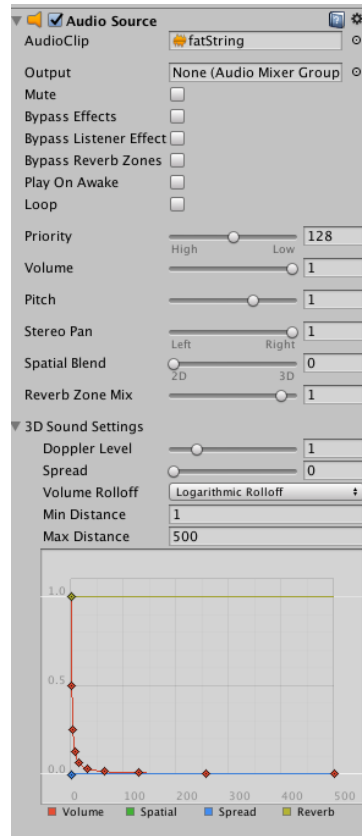 Audio Source
AudioClip fatString
Output None (Audio Mixer Group
Mute
Bypass Effects
Bypass Listener Effect
Bypass Reverb Zones
Play On Awake
Loop
Priority 128
High Low
Volume 1
Pitch 1
Stereo Pan 1
Left Right
Spatial Blend 0
2D 3D
Reverb Zone Mix 1
3D Sound Settings
Doppler Level 1
Spread 0
Volume Rolloff Logarithmic Rolloff
Min Distance 1
Max Distance 500
1.0
0.5
0.0
0 100 200 300 400 500
Volume Spatial Spread Reverb